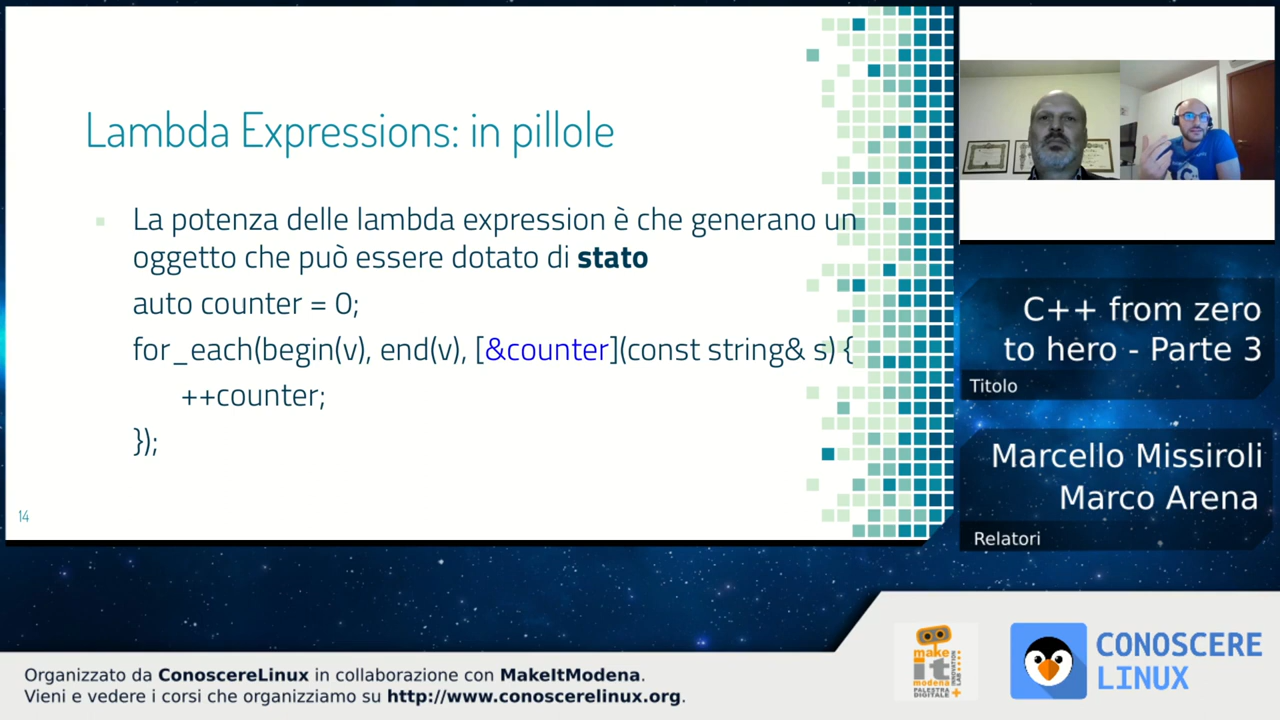 Lambda Expressions: in pillole
La potenza delle lambda expression è che generano un
oggetto che può essere dotato di stato
auto counter = 0;
for_each(begin(v), end(v), [&counter](const string& s) {
++counter;
});
14
C++ from zero
to hero - Parte 3
Titolo
Marcello Missiroli
Marco Arena
Relatori
Organizzato da ConoscereLinux in collaborazione con MakeItModena.
Vieni e vedere i corsi che organizziamo su http://www.conoscerelinux.org.
make
it
modena
PALESTRA
DIGITALE
CONOSCERE
LINUX